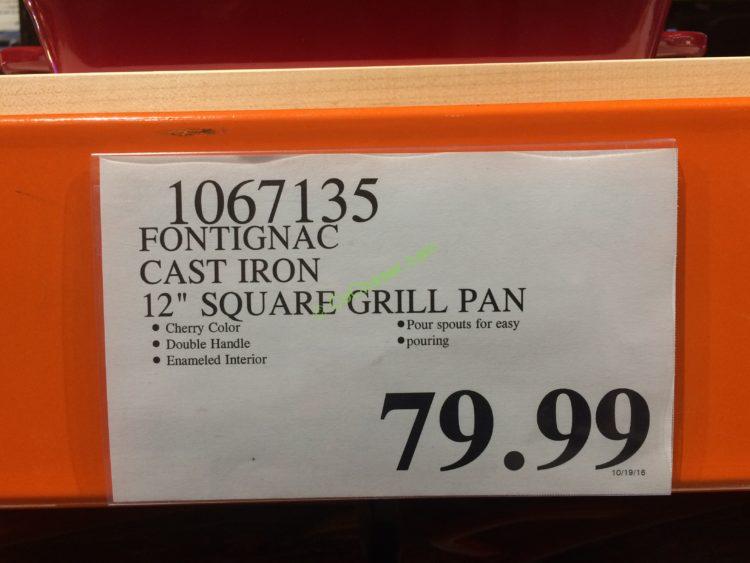 1067135
FONTIGNAC
CAST IRON
12" SQUARE GRILL PAN
• Cherry Color
• Double Handle
• Enameled Interior
• Pour spouts for easy
• pouring
79.99
10/19/16